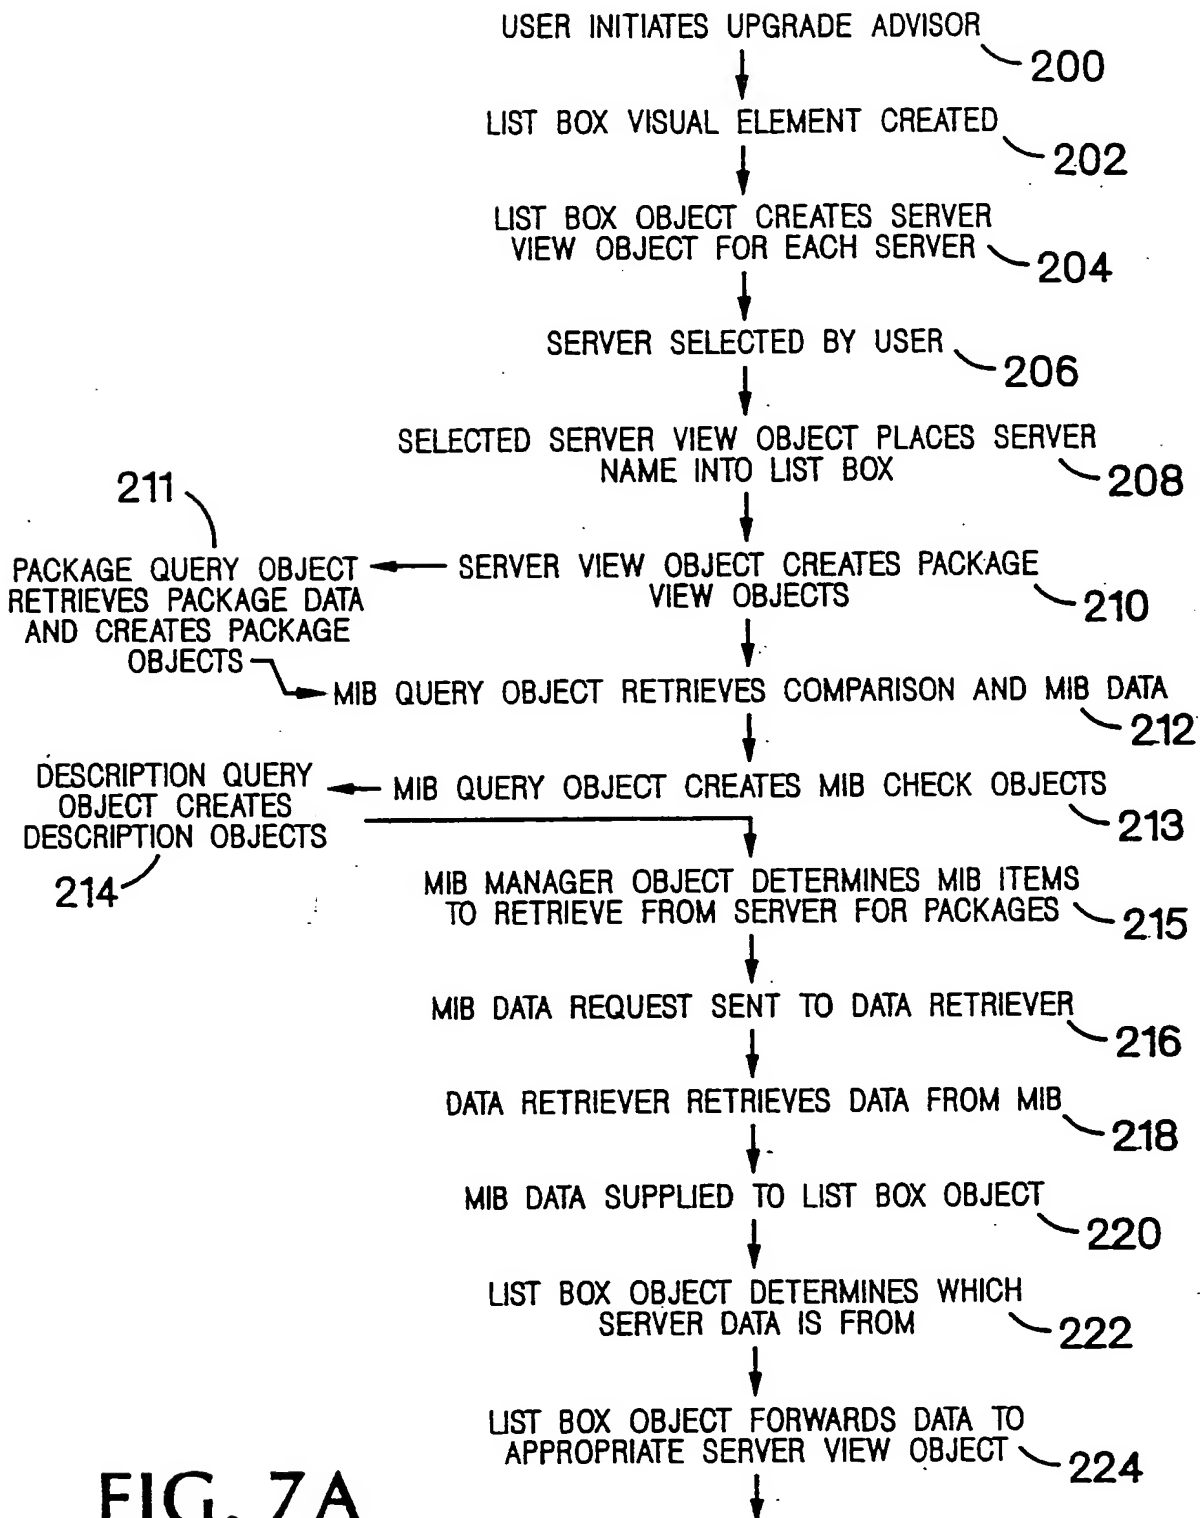 USER INITIATES UPGRADE ADVISOR
200
LIST BOX VISUAL ELEMENT CREATED
202
LIST BOX OBJECT CREATES SERVER
VIEW OBJECT FOR EACH SERVER
204
SERVER SELECTED BY USER
206
SELECTED SERVER VIEW OBJECT PLACES SERVER
NAME INTO LIST BOX
208
211
PACKAGE QUERY OBJECT
RETRIEVES PACKAGE DATA
AND CREATES PACKAGE
OBJECTS
SERVER VIEW OBJECT CREATES PACKAGE
VIEW OBJECTS
210
MIB QUERY OBJECT RETRIEVES COMPARISON AND MIB DATA
212
DESCRIPTION QUERY
OBJECT CREATES
DESCRIPTION OBJECTS
214
MIB QUERY OBJECT CREATES MIB CHECK OBJECTS
213
MIB MANAGER OBJECT DETERMINES MIB ITEMS
TO RETRIEVE FROM SERVER FOR PACKAGES
215
MIB DATA REQUEST SENT TO DATA RETRIEVER
216
DATA RETRIEVER RETRIEVES DATA FROM MIB
218
MIB DATA SUPPLIED TO LIST BOX OBJECT
220
LIST BOX OBJECT DETERMINES WHICH
SERVER DATA IS FROM
222
LIST BOX OBJECT FORWARDS DATA TO
APPROPRIATE SERVER VIEW OBJECT
224
FIG. 7A